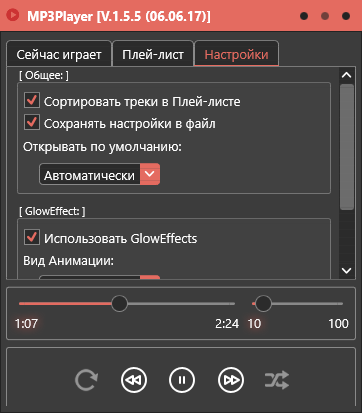 MP3Player [V.1.5.5 (06.06.17)]
Сейчас играет Плей-лист Настройки
[ Общее: ]
Сортировать треки в Плей-листе
Сохранять настройки в файл
Открывать по умолчанию:
Автоматически
[ GlowEffect: ]
Использовать GlowEffects
Вид Анимации:
1:07 2:24 10 100